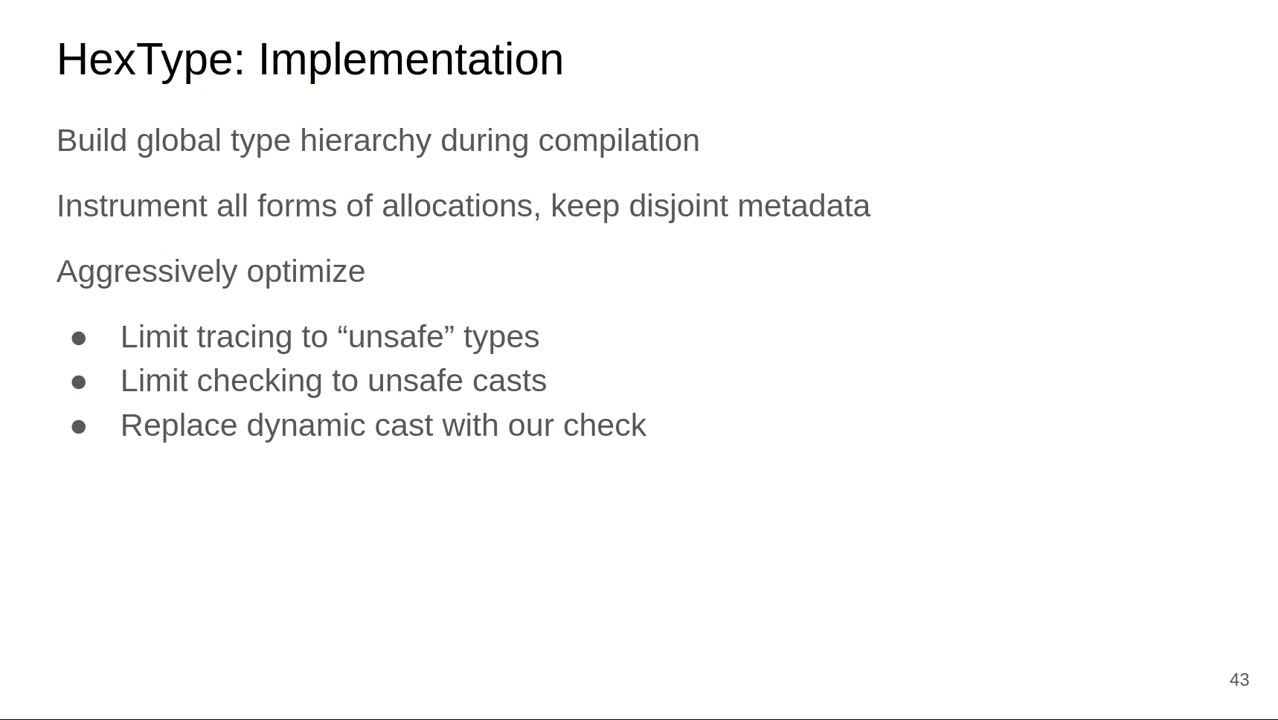 HexType: Implementation
Build global type hierarchy during compilation
Instrument all forms of allocations, keep disjoint metadata
Aggressively optimize
● Limit tracing to “unsafe” types
● Limit checking to unsafe casts
● Replace dynamic cast with our check
43